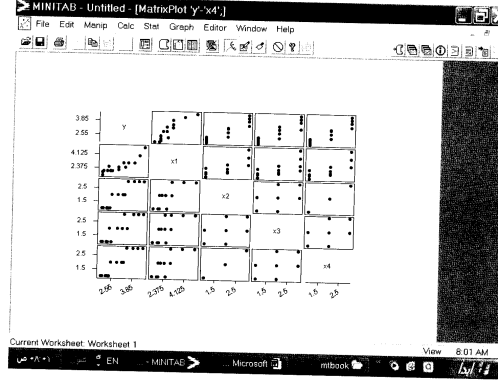 MINITAB - Untitled - [MatrixPlot 'y'-'x4';]
File Edit Manip Calc Stat Graph Editor Window Help
3.85
2.55
y
4.125
2.375
x1
2.5
1.5
x2
2.5
1.5
x3
2.5
1.5
x4
2.55 3.85 2.375 4.125 1.5 2.5 1.5 2.5 1.5 2.5
Current Worksheet: Worksheet 1
View 8:01 AM
EN - MINITAB ... Microsoft mtbook